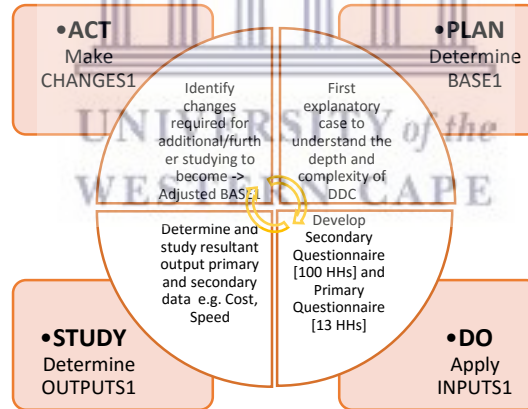 •ACT
Make
CHANGES1
•PLAN
Determine
BASE1
Identify
changes
required for
additional/furth
er studying to
become ->
Adjusted BASE1
First
explanatory
case to
understand the
depth and
complexity of
DDC
UNIVERSITY of the
WESTERN CAPE
Determine and
study resultant
output primary
and secondary
data e.g. Cost,
Speed
Develop
Secondary
Questionnaire
[100 HHs] and
Primary
Questionnaire
[13 HHs]
•STUDY
Determine
OUTPUTS1
•DO
Apply
INPUTS1